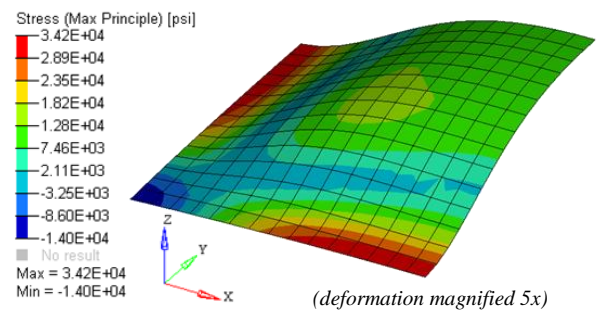 Stress (Max Principle) [psi]
3.42E+04
2.89E+04
2.35E+04
1.82E+04
1.28E+04
7.46E+03
2.11E+03
-3.25E+03
-8.60E+03
-1.40E+04
No result
Max = 3.42E+04
Min = -1.40E+04
Z
Y
X
(deformation magnified 5x)